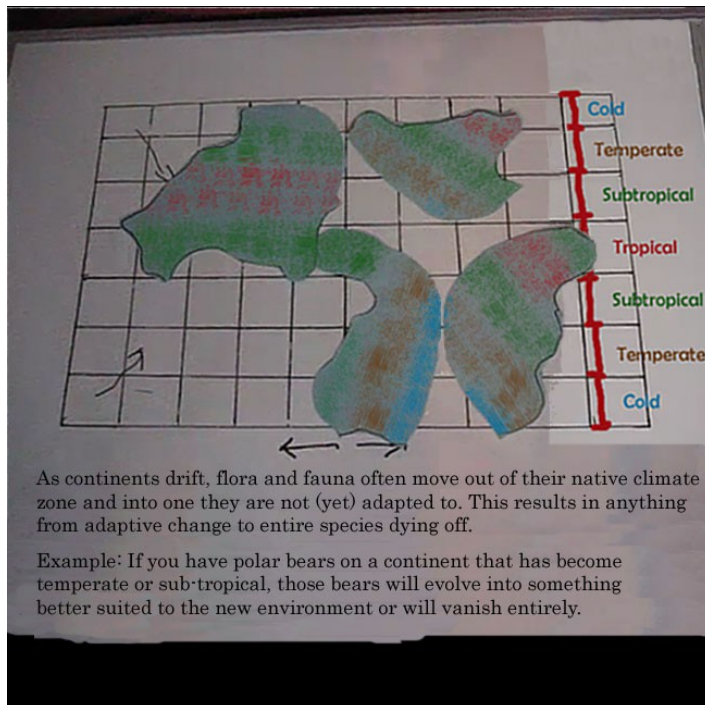 Cold
Temperate
Subtropical
Tropical
Subtropical
Temperate
Cold
As continents drift, flora and fauna often move out of their native climate
zone and into one they are not (yet) adapted to. This results in anything
from adaptive change to entire species dying off.
Example: If you have polar bears on a continent that has become
temperate or sub-tropical, those bears will evolve into something
better suited to the new environment or will vanish entirely.